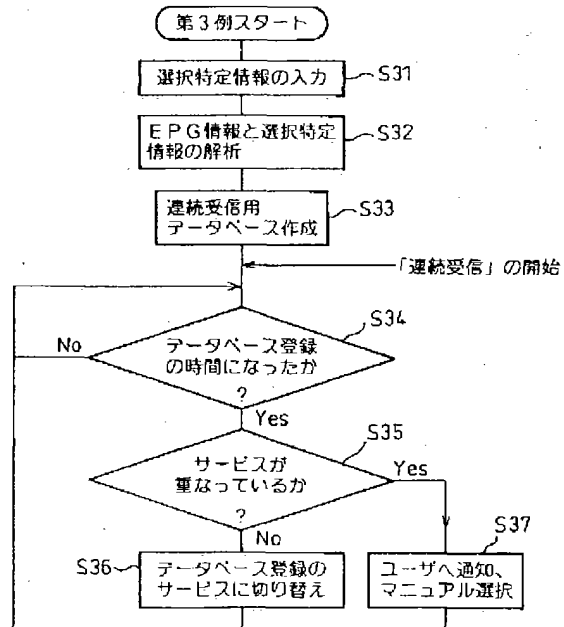 第3例スタート
選択特定情報の入力
S31
EPG情報と選択特定
情報の解析
S32
連続受信用
データベース作成
S33
「連続受信」の開始
S34
データベース登録
の時間になったか
?
No
Yes
S35
サービスが
重なっているか
?
Yes
No
S36
データベース登録の
サービスに切り替え
S37
ユーザへ通知、
マニュアル選択